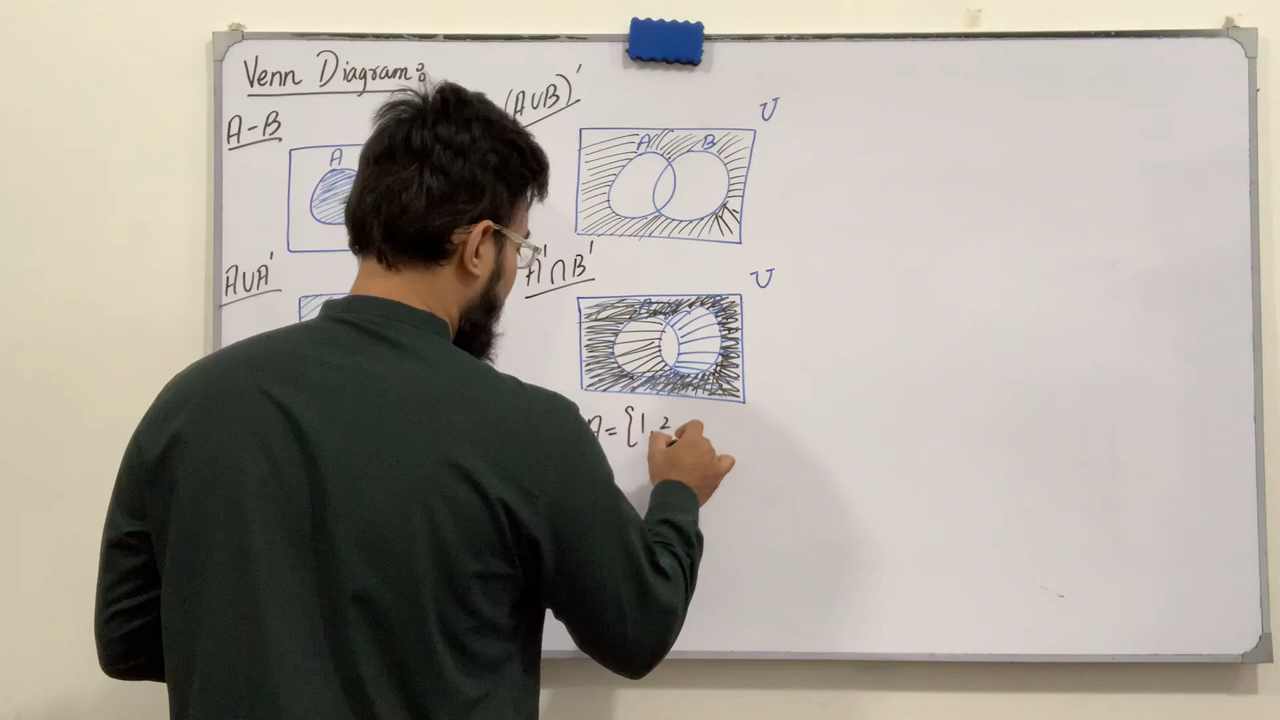 Venn Diagram:
A-B
A
A∪A'
(A∪B)'
U
A B
A'∩B'
U
A={1,2